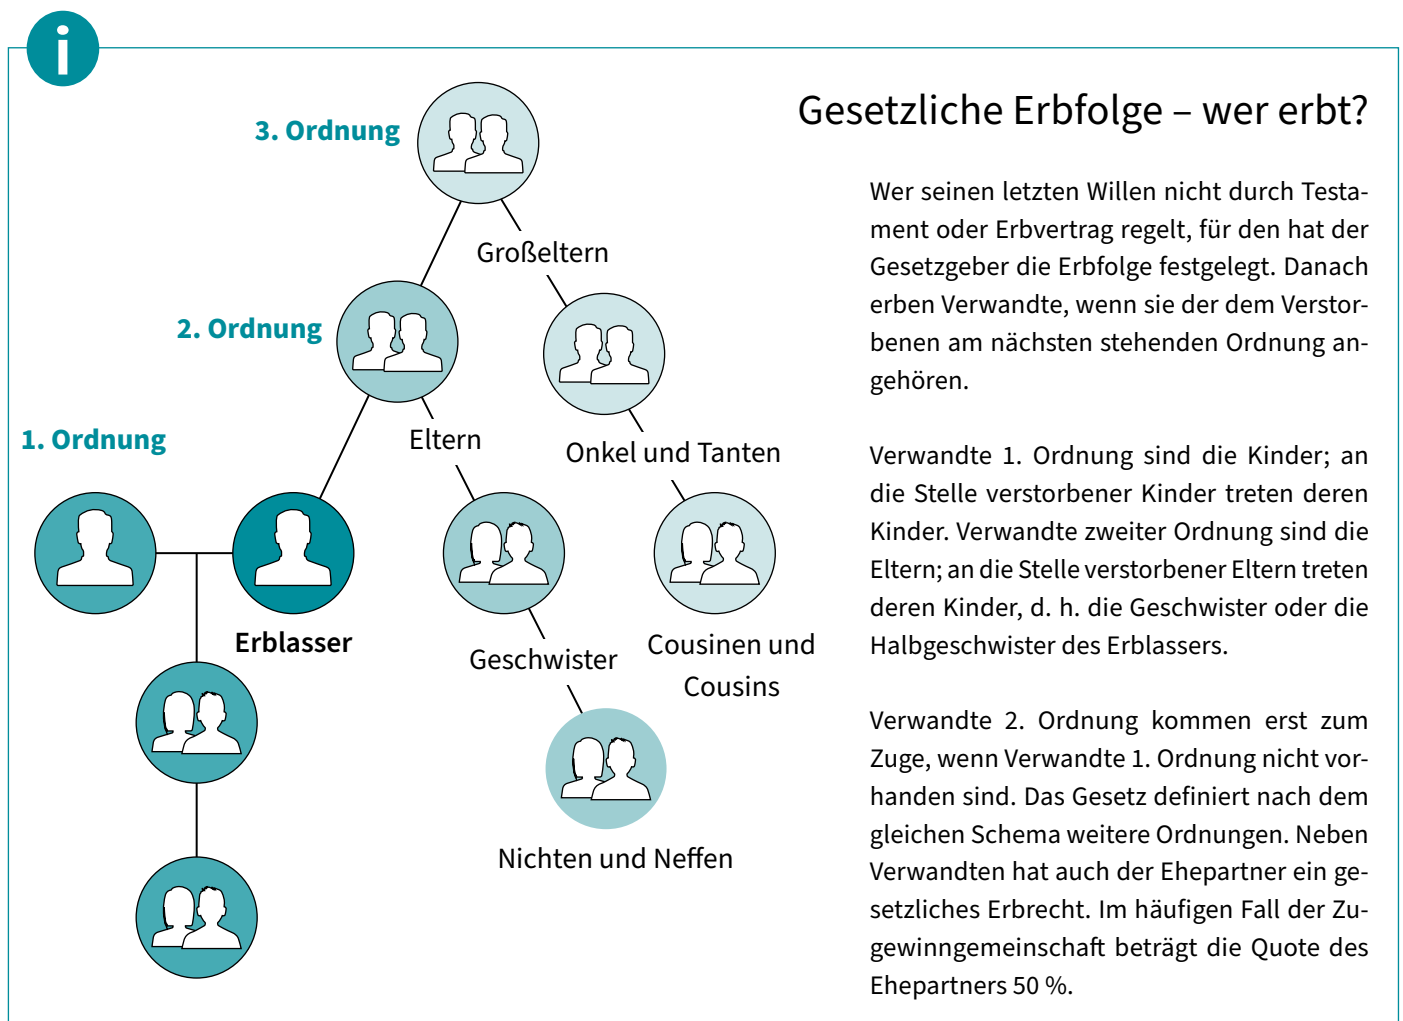 i
Gesetzliche Erbfolge – wer erbt?
3. Ordnung
Großeltern
2. Ordnung
Eltern
Onkel und Tanten
1. Ordnung
Erblasser
Geschwister
Cousinen und
Cousins
Nichten und Neffen
Wer seinen letzten Willen nicht durch Testa-
ment oder Erbvertrag regelt, für den hat der
Gesetzgeber die Erbfolge festgelegt. Danach
erben Verwandte, wenn sie der dem Verstor-
benen am nächsten stehenden Ordnung an-
gehören.
Verwandte 1. Ordnung sind die Kinder; an
die Stelle verstorbener Kinder treten deren
Kinder. Verwandte zweiter Ordnung sind die
Eltern; an die Stelle verstorbener Eltern treten
deren Kinder, d. h. die Geschwister oder die
Halbgeschwister des Erblassers.
Verwandte 2. Ordnung kommen erst zum
Zuge, wenn Verwandte 1. Ordnung nicht vor-
handen sind. Das Gesetz definiert nach dem
gleichen Schema weitere Ordnungen. Neben
Verwandten hat auch der Ehepartner ein ge-
setzliches Erbrecht. Im häufigen Fall der Zu-
gewinngemeinschaft beträgt die Quote des
Ehepartners 50 %.